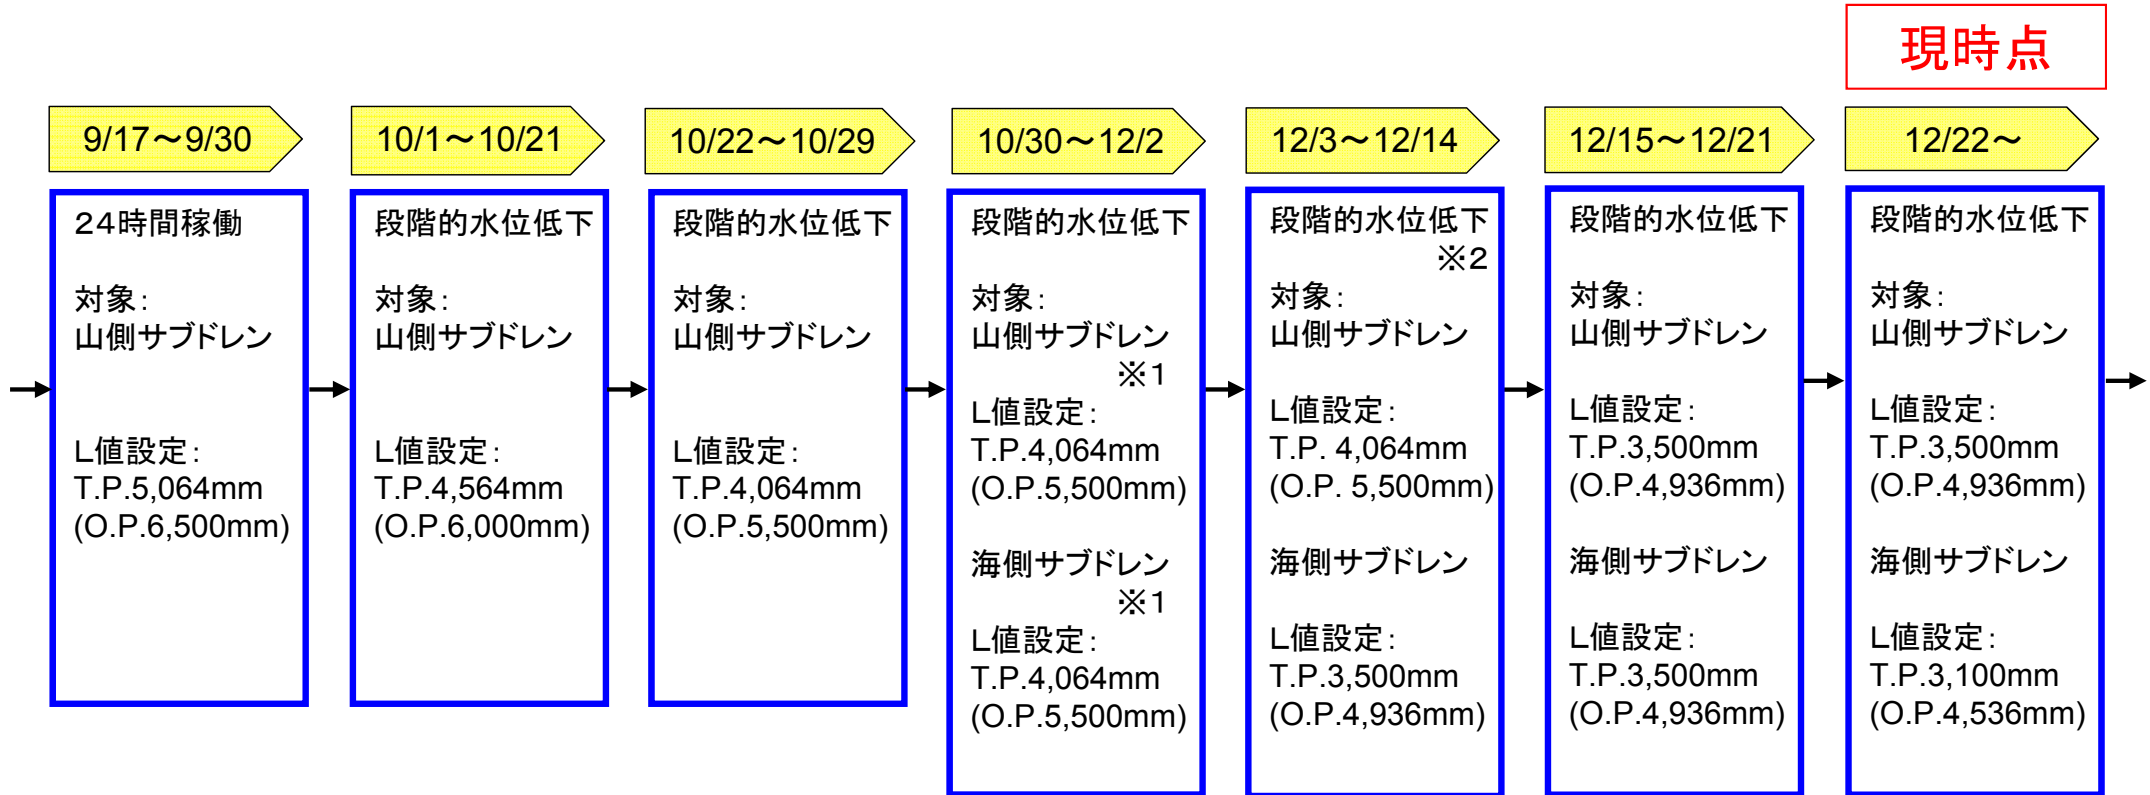 現時点
9/17～9/30
24時間稼働
対象：
山側サブドレン
L値設定：
T.P.5,064mm
(O.P.6,500mm)
10/1～10/21
段階的水位低下
対象：
山側サブドレン
L値設定：
T.P.4,564mm
(O.P.6,000mm)
10/22～10/29
段階的水位低下
対象：
山側サブドレン
L値設定：
T.P.4,064mm
(O.P.5,500mm)
10/30～12/2
段階的水位低下
対象：
山側サブドレン
※1
L値設定：
T.P.4,064mm
(O.P.5,500mm)
海側サブドレン
※1
L値設定：
T.P.4,064mm
(O.P.5,500mm)
12/3～12/14
段階的水位低下
※2
対象：
山側サブドレン
L値設定：
T.P. 4,064mm
(O.P. 5,500mm)
海側サブドレン
L値設定：
T.P.3,500mm
(O.P.4,936mm)
12/15～12/21
段階的水位低下
対象：
山側サブドレン
L値設定：
T.P.3,500mm
(O.P.4,936mm)
海側サブドレン
L値設定：
T.P.3,500mm
(O.P.4,936mm)
12/22～
段階的水位低下
対象：
山側サブドレン
L値設定：
T.P.3,500mm
(O.P.4,936mm)
海側サブドレン
L値設定：
T.P.3,100mm
(O.P.4,536mm)